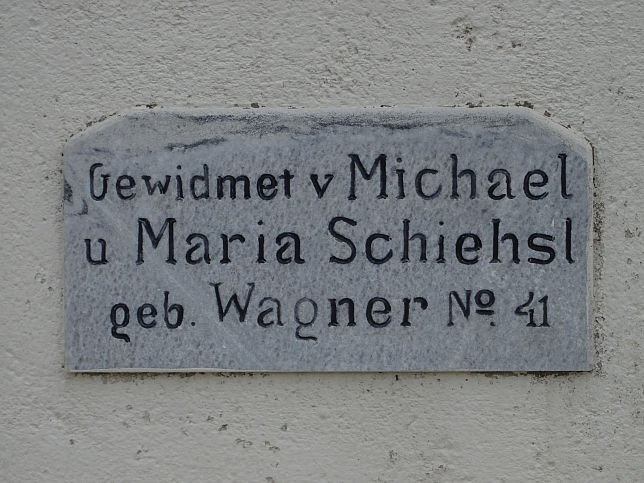 Gewidmet v Michael
u Maria Schiehsl
geb. Wagner No. 41